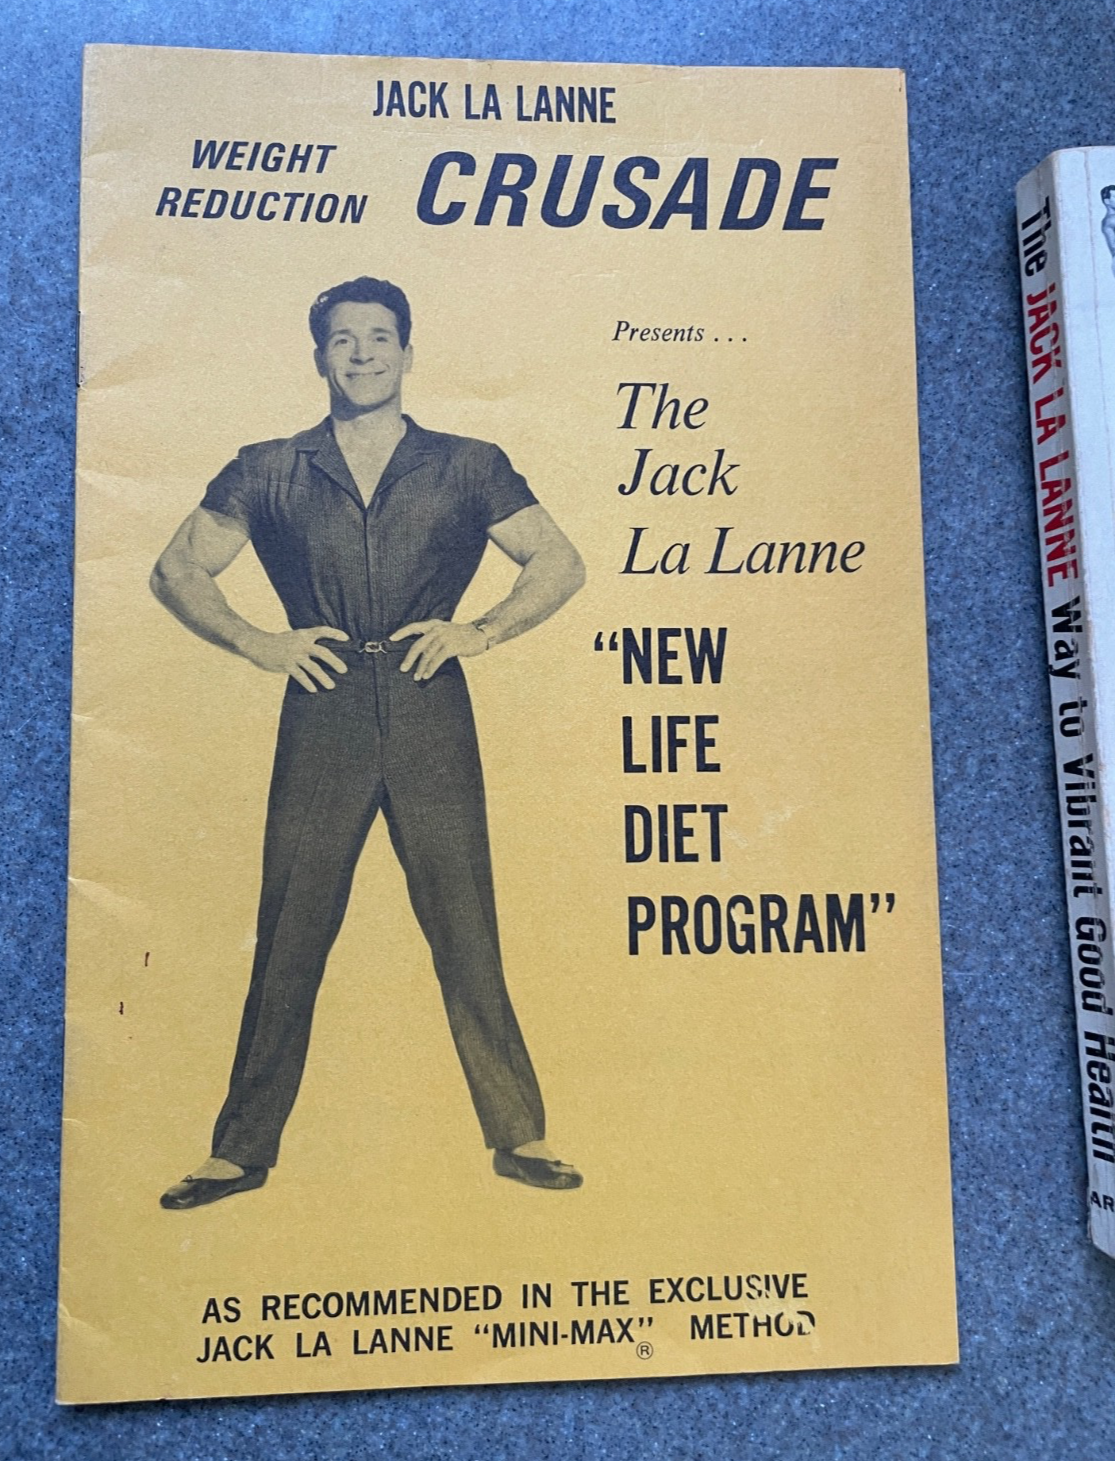 JACK LA LANNE
WEIGHT
REDUCTION
CRUSADE
Presents . . .
The
Jack
La Lanne
“NEW
LIFE
DIET
PROGRAM”
AS RECOMMENDED IN THE EXCLUSIVE
JACK LA LANNE “MINI-MAX”® METHOD
The JACK LA LANNE Way to Vibrant Good Health